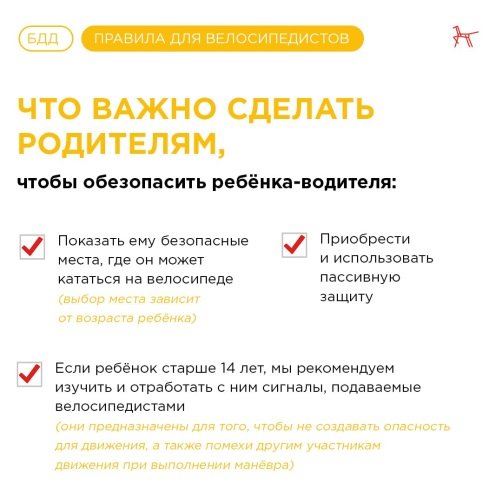 БДД
ПРАВИЛА ДЛЯ ВЕЛОСИПЕДИСТОВ
ЧТО ВАЖНО СДЕЛАТЬ
РОДИТЕЛЯМ,
чтобы обезопасить ребёнка-водителя:
Показать ему безопасные
места, где он может
кататься на велосипеде
(выбор места зависит
от возраста ребёнка)
Приобрести
и использовать
пассивную
защиту
Если ребёнок старше 14 лет, мы рекомендуем
изучить и отработать с ним сигналы, подаваемые
велосипедистами
(они предназначены для того, чтобы не создавать опасность
для движения, а также помехи другим участникам
движения при выполнении манёвра)